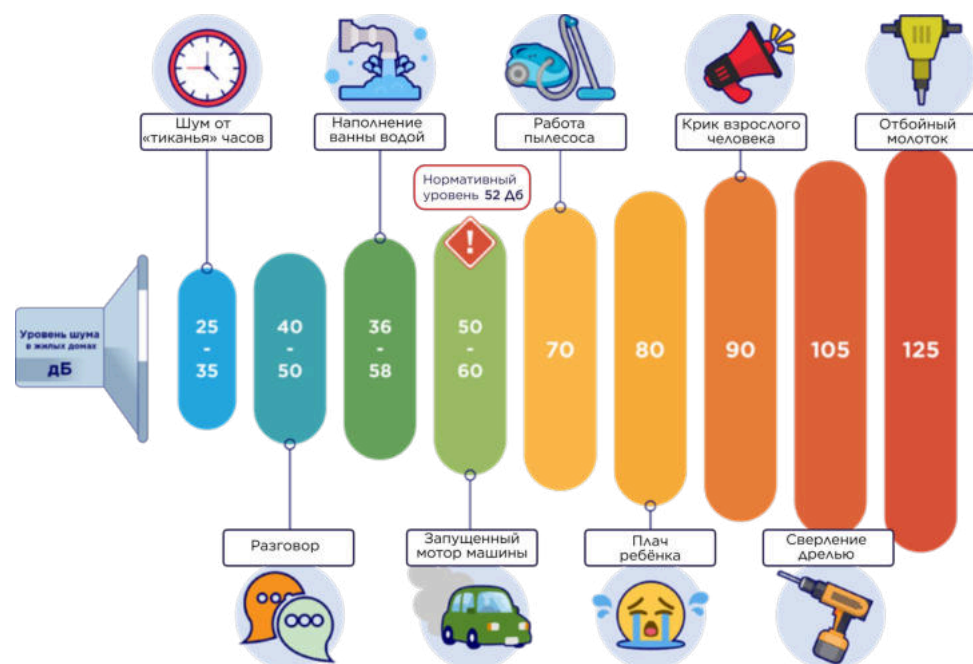 Шум от
«тиканья» часов
Наполнение
ванны водой
Работа
пылесоса
Крик взрослого
человека
Отбойный
молоток
Нормативный
уровень 52 Дб
!
Уровень шума
в жилых домах
дБ
25
-
35
40
-
50
36
-
58
50
-
60
70
80
90
105
125
Разговор
Запущенный
мотор машины
Плач
ребёнка
Сверление
дрелью